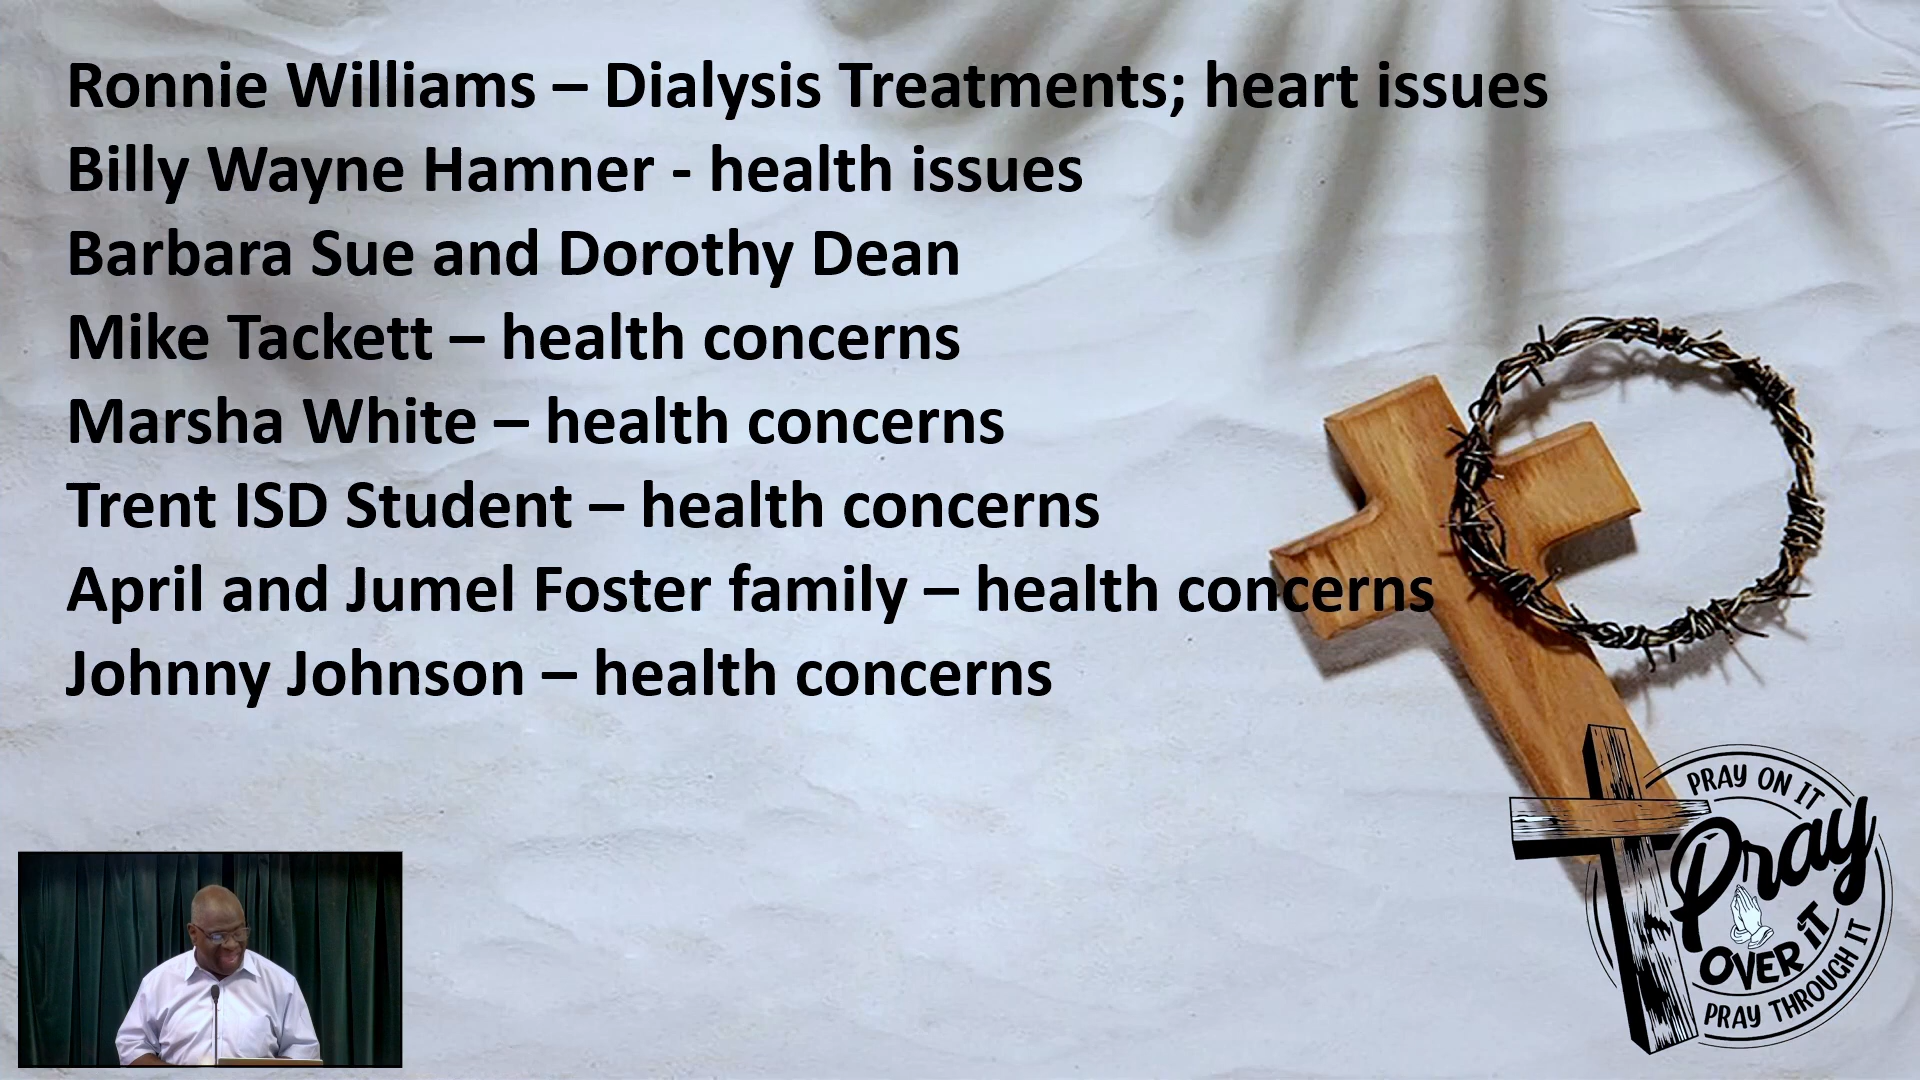 Ronnie Williams – Dialysis Treatments; heart issues
Billy Wayne Hamner - health issues
Barbara Sue and Dorothy Dean
Mike Tackett – health concerns
Marsha White – health concerns
Trent ISD Student – health concerns
April and Jumel Foster family – health concerns
Johnny Johnson – health concerns
PRAY ON IT
Pray
OVER IT
PRAY THROUGH IT